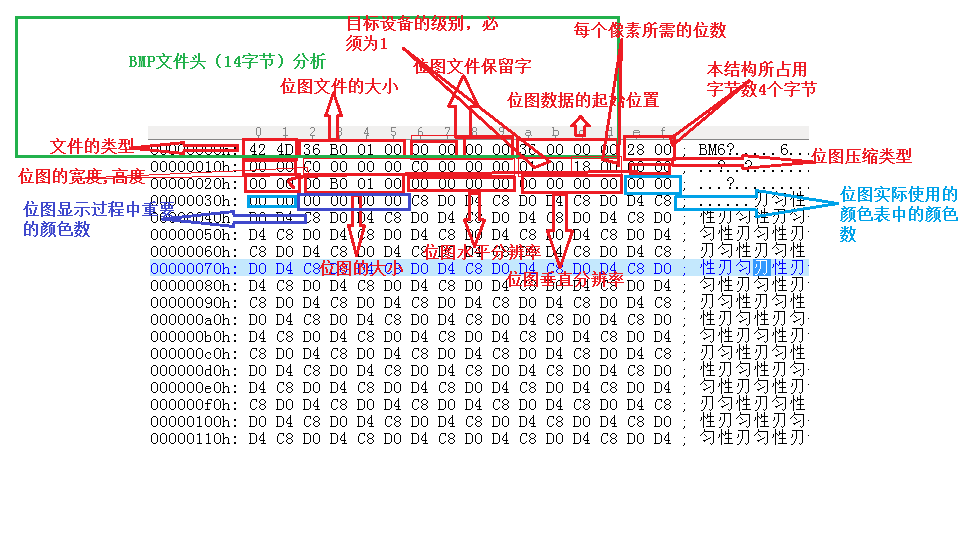 目标设备的级别，必
须为1
每个像素所需的位数
BMP文件头（14字节）分析
位图文件保留字
本结构所占用
字节数4个字节
位图文件的大小
位图数据的起始位置
0 1 2 3 4 5 6 7 8 9 a b c d e f
文件的类型
00000000h: 42 4D 36 B0 01 00 00 00 00 00 36 00 00 00 28 00 ; BM6?.....6...
位图压缩类型
00000010h: 00 00
位图的宽度,高度
00000020h: 00 00 00 B0 01 00 00 00 00 00 00 00 00 00 00 00 ;
位图实际使用的
颜色表中的颜色
数
00000030h: 00 00 00 00 00 00 C8 D0 D4 C8 D0 D4 C8 D0 D4 C8 ;
位图显示过程中重要
的颜色数
00000040h: D0 D4 C8 D0 D4 C8 D0 D4 C8 D0 D4 C8 D0 D4 C8 D0 ; 性刃匀性刃匀
00000050h: D4 C8 D0 D4 C8 D0 D4 C8 D0 D4 C8 D0 D4 C8 D0 D4 ; 匀性刃匀性刃
00000060h: C8 D0 D4 C8 D0 D4 C8 D0 D4 C8 D0 D4 C8 D0 D4 C8 ; 刃匀性刃匀性
位图水平分辨率
00000070h: D0 D4 C8 D0 D4 C8 D0 D4 C8 D0 D4 C8 D0 D4 C8 D0 ; 性刃匀刃性刃
位图的大小
位图垂直分辨率
00000080h: D4 C8 D0 D4 C8 D0 D4 C8 D0 D4 C8 D0 D4 C8 D0 D4 ; 匀性刃匀性刃
00000090h: C8 D0 D4 C8 D0 D4 C8 D0 D4 C8 D0 D4 C8 D0 D4 C8 ; 刃匀性刃匀性
000000a0h: D0 D4 C8 D0 D4 C8 D0 D4 C8 D0 D4 C8 D0 D4 C8 D0 ; 性刃匀性刃匀
000000b0h: D4 C8 D0 D4 C8 D0 D4 C8 D0 D4 C8 D0 D4 C8 D0 D4 ; 匀性刃匀性刃
000000c0h: C8 D0 D4 C8 D0 D4 C8 D0 D4 C8 D0 D4 C8 D0 D4 C8 ; 刃匀性刃匀性
000000d0h: D0 D4 C8 D0 D4 C8 D0 D4 C8 D0 D4 C8 D0 D4 C8 D0 ; 性刃匀性刃匀
000000e0h: D4 C8 D0 D4 C8 D0 D4 C8 D0 D4 C8 D0 D4 C8 D0 D4 ; 匀性刃匀性刃
000000f0h: C8 D0 D4 C8 D0 D4 C8 D0 D4 C8 D0 D4 C8 D0 D4 C8 ; 刃匀性刃匀性
00000100h: D0 D4 C8 D0 D4 C8 D0 D4 C8 D0 D4 C8 D0 D4 C8 D0 ; 性刃匀性刃匀
00000110h: D4 C8 D0 D4 C8 D0 D4 C8 D0 D4 C8 D0 D4 C8 D0 D4 ; 匀性刃匀性刃